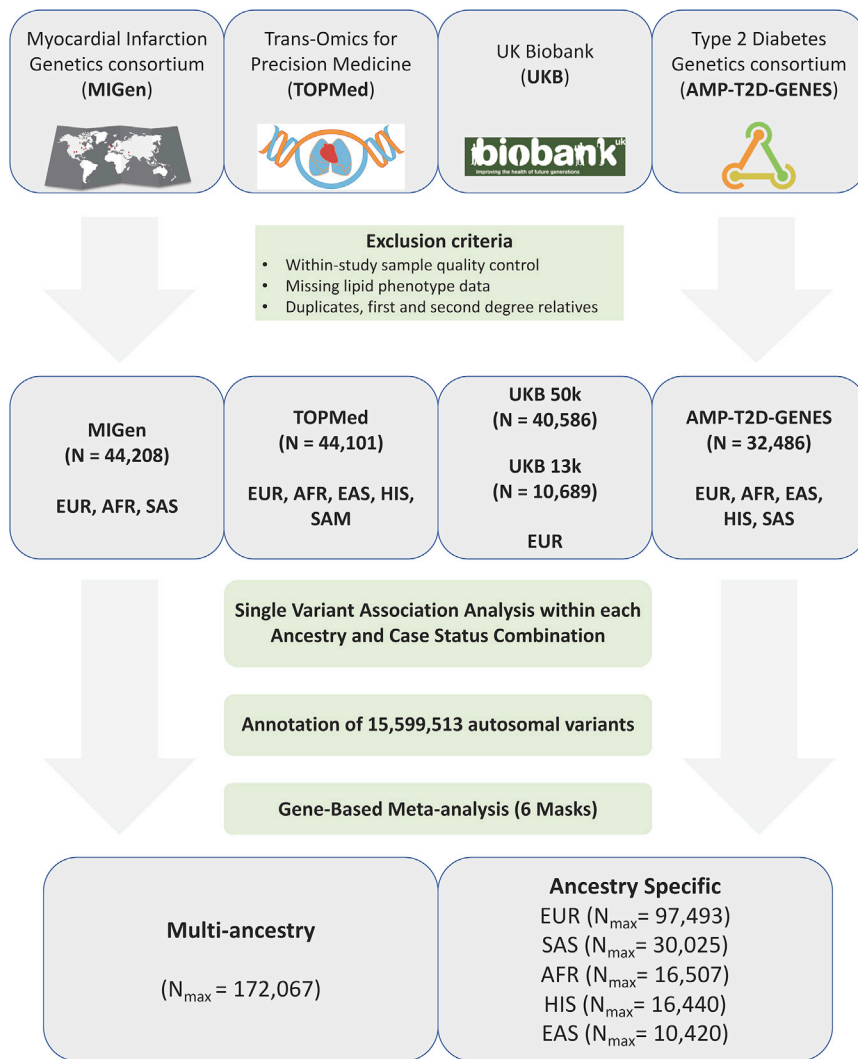 Myocardial Infarction
Genetics consortium
(MIGen)
Trans-Omics for
Precision Medicine
(TOPMed)
UK Biobank
(UKB)
biobank uk
Improving the health of future generations
Type 2 Diabetes
Genetics consortium
(AMP-T2D-GENES)
Exclusion criteria
• Within-study sample quality control
• Missing lipid phenotype data
• Duplicates, first and second degree relatives
MIGen
(N = 44,208)
EUR, AFR, SAS
TOPMed
(N = 44,101)
EUR, AFR, EAS, HIS,
SAM
UKB 50k
(N = 40,586)
UKB 13k
(N = 10,689)
EUR
AMP-T2D-GENES
(N = 32,486)
EUR, AFR, EAS,
HIS, SAS
Single Variant Association Analysis within each
Ancestry and Case Status Combination
Annotation of 15,599,513 autosomal variants
Gene-Based Meta-analysis (6 Masks)
Multi-ancestry
(Nmax = 172,067)
Ancestry Specific
EUR (Nmax= 97,493)
SAS (Nmax= 30,025)
AFR (Nmax= 16,507)
HIS (Nmax= 16,440)
EAS (Nmax= 10,420)